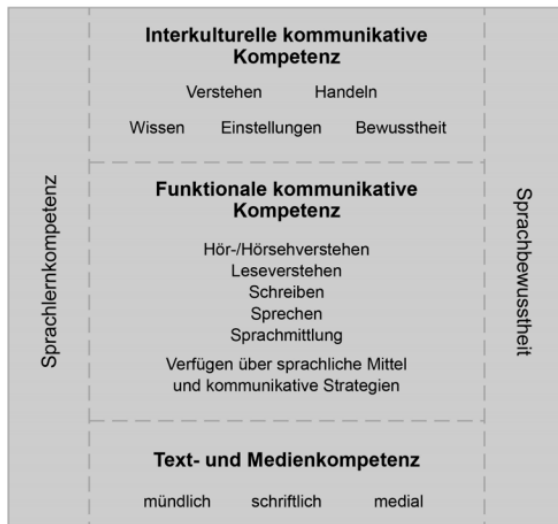 Sprachlernkompetenz
Interkulturelle kommunikative
Kompetenz
Verstehen Handeln
Wissen Einstellungen Bewusstheit
Funktionale kommunikative
Kompetenz
Hör-/Hörsehverstehen
Leseverstehen
Schreiben
Sprechen
Sprachmittlung
Verfügen über sprachliche Mittel
und kommunikative Strategien
Text- und Medienkompetenz
mündlich schriftlich medial
Sprachbewusstheit